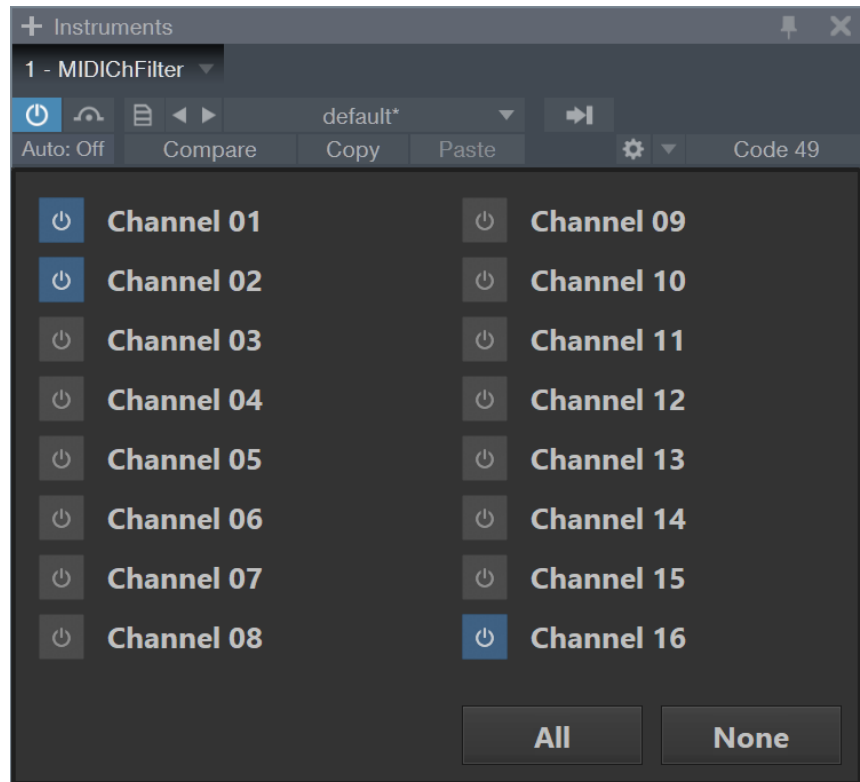 Instruments
1 - MIDIChFilter
default*
Auto: Off Compare Copy Paste Code 49
Channel 01 Channel 09
Channel 02 Channel 10
Channel 03 Channel 11
Channel 04 Channel 12
Channel 05 Channel 13
Channel 06 Channel 14
Channel 07 Channel 15
Channel 08 Channel 16
All None